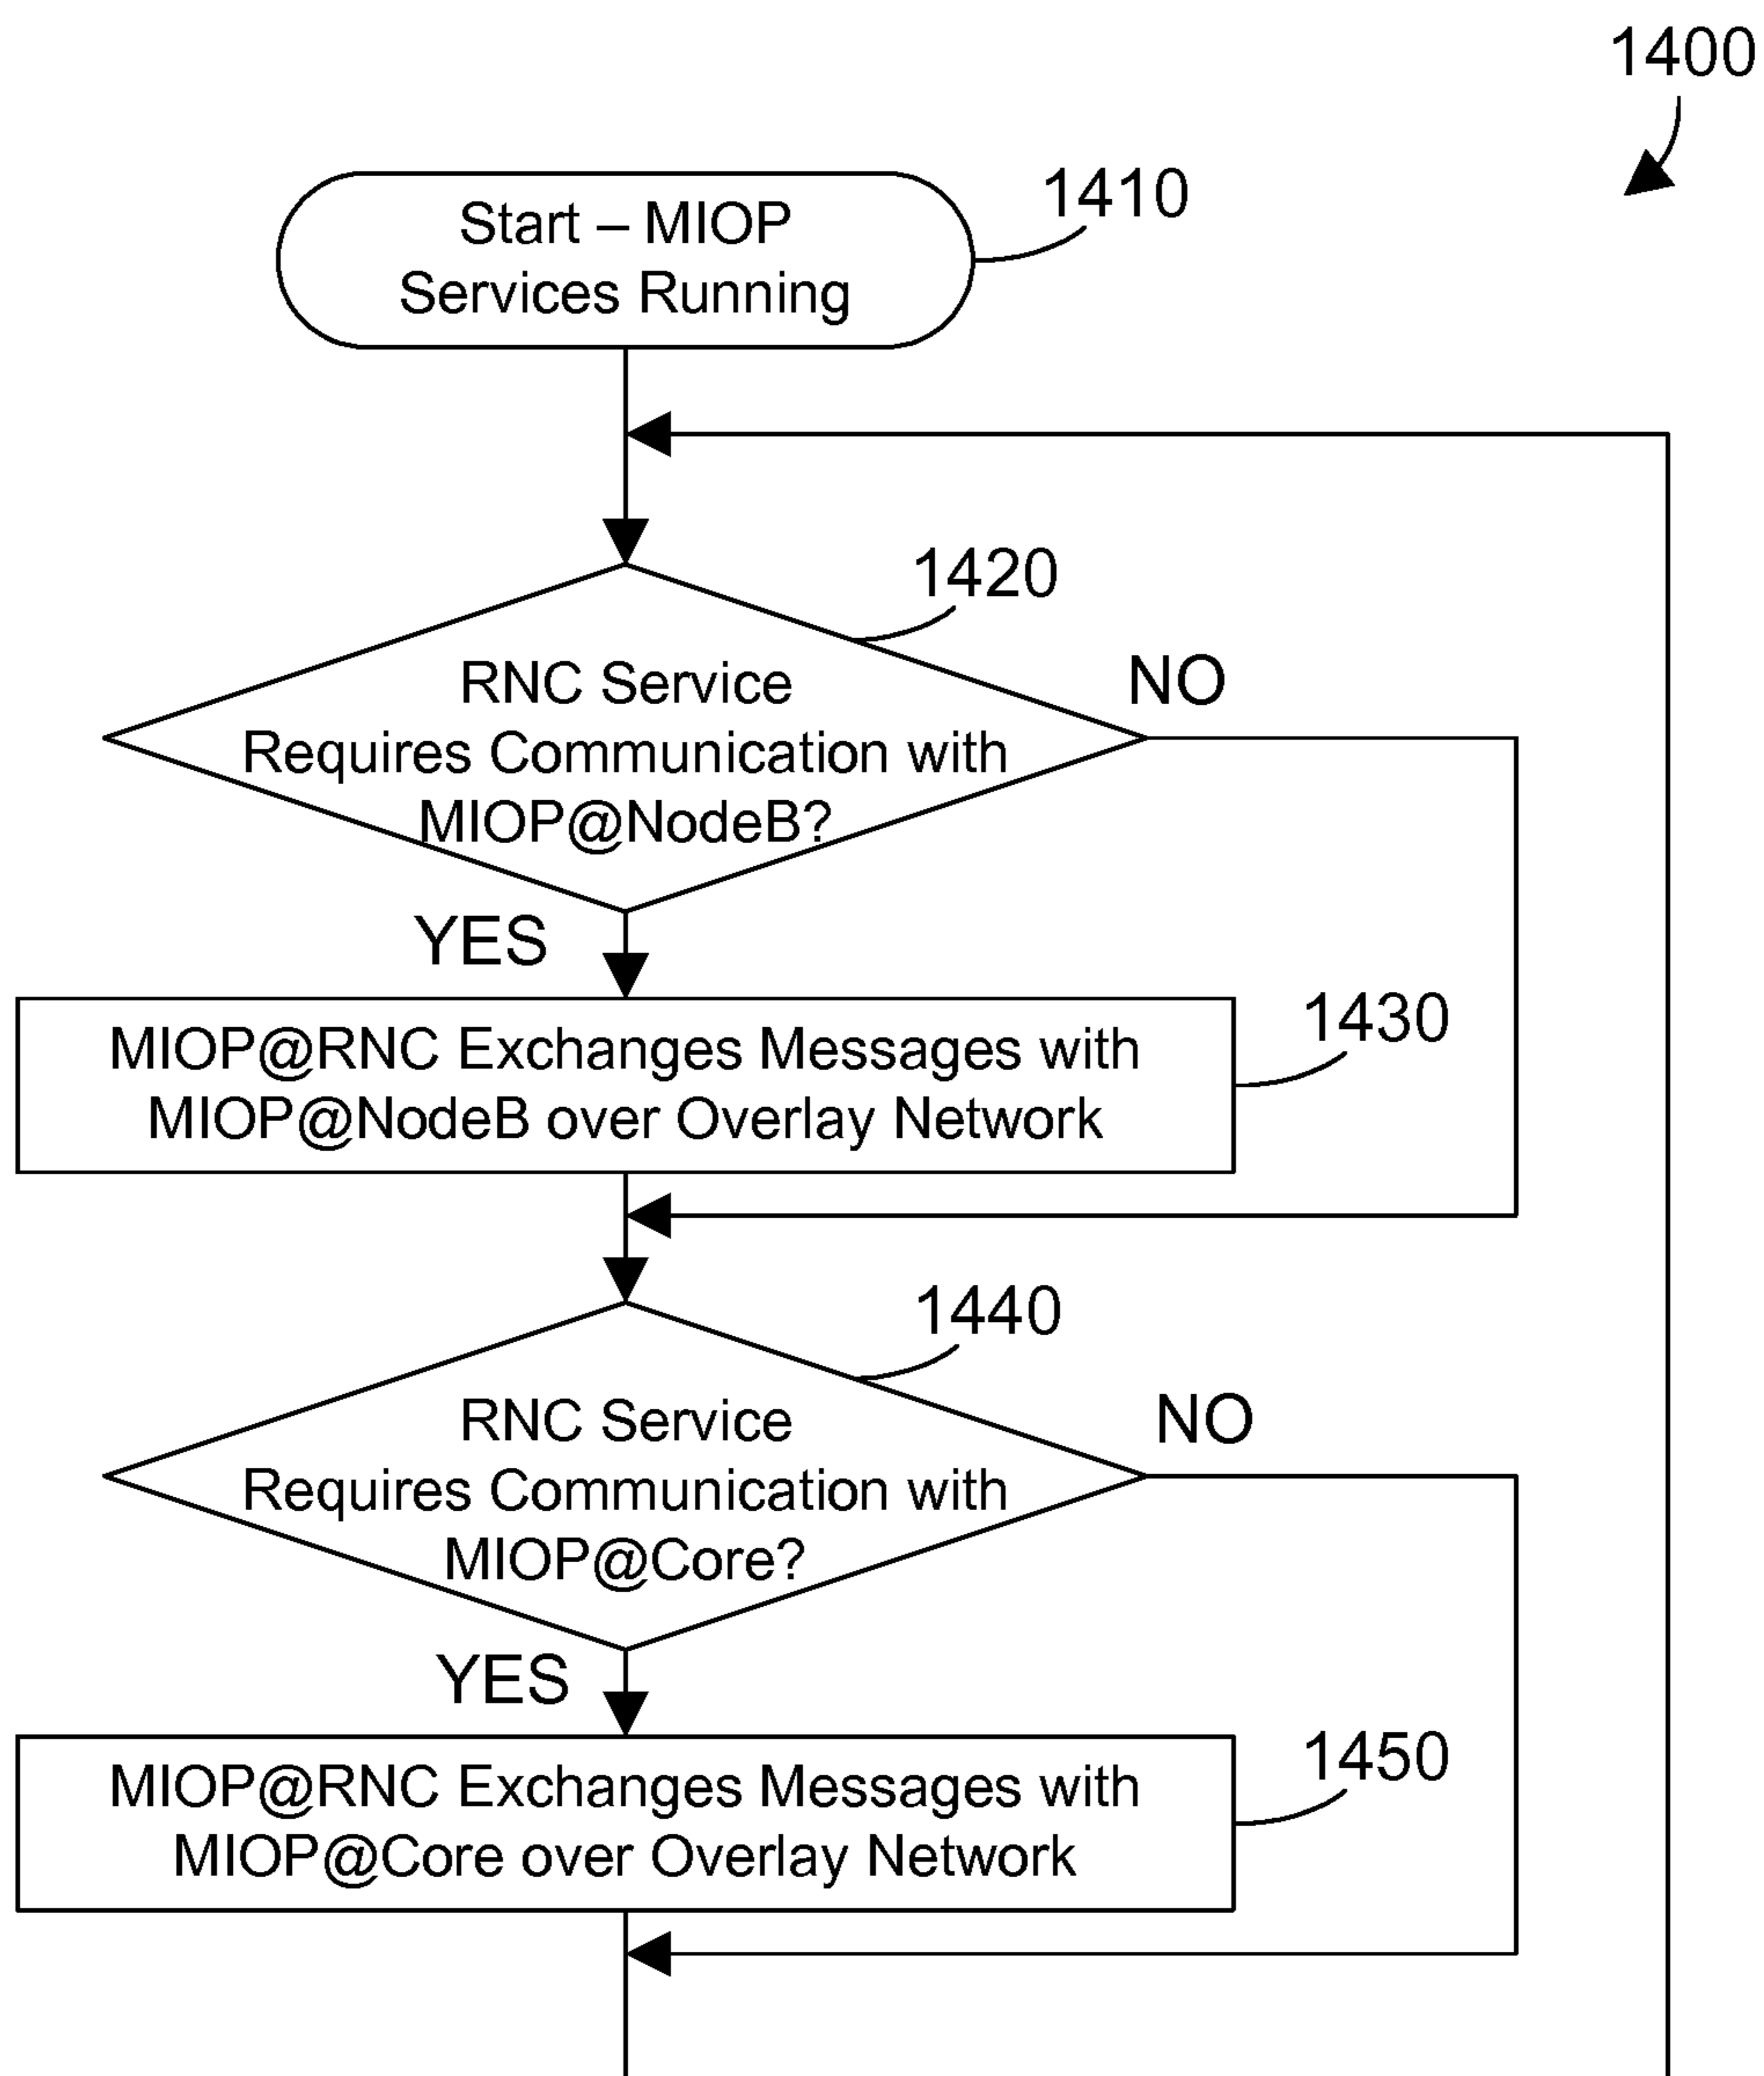 1400
1410
Start – MIOP
Services Running
1420
RNC Service
Requires Communication with
MIOP@NodeB?
NO
YES
1430
MIOP@RNC Exchanges Messages with
MIOP@NodeB over Overlay Network
1440
RNC Service
Requires Communication with
MIOP@Core?
NO
YES
1450
MIOP@RNC Exchanges Messages with
MIOP@Core over Overlay Network